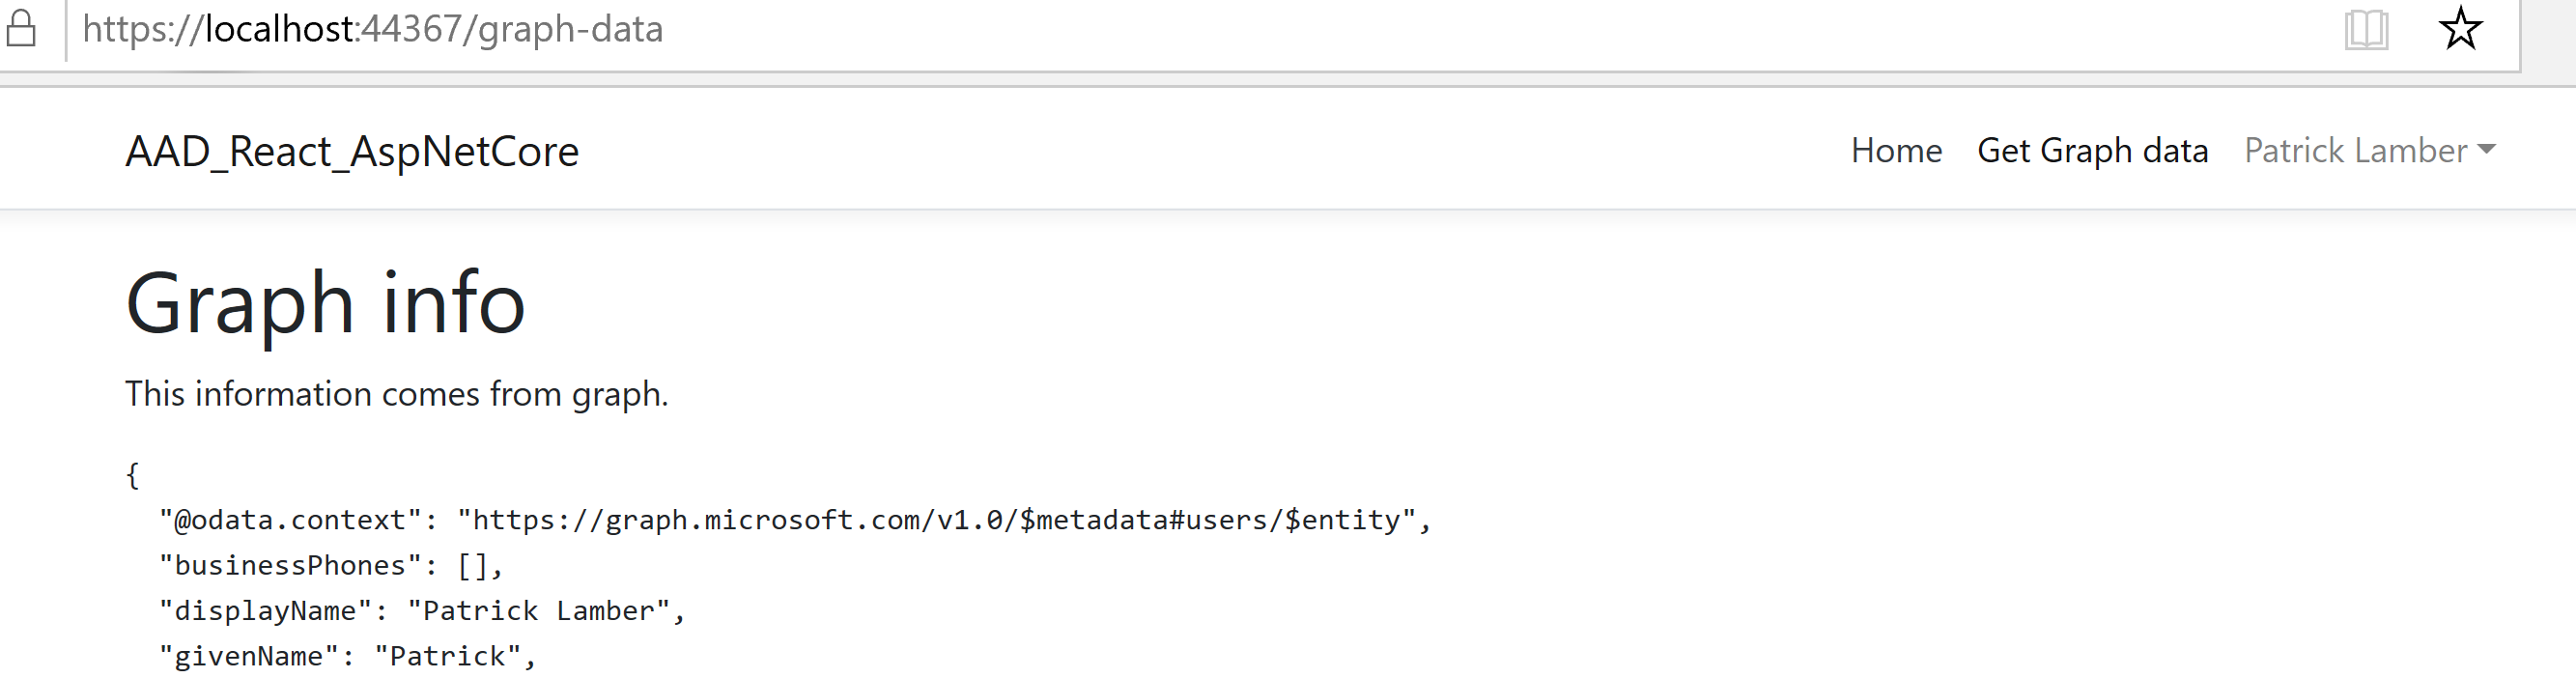 https://localhost:44367/graph-data
AAD_React_AspNetCore Home Get Graph data Patrick Lamber
Graph info
This information comes from graph.
{
  "@odata.context": "https://graph.microsoft.com/v1.0/$metadata#users/$entity",
  "businessPhones": [],
  "displayName": "Patrick Lamber",
  "givenName": "Patrick",